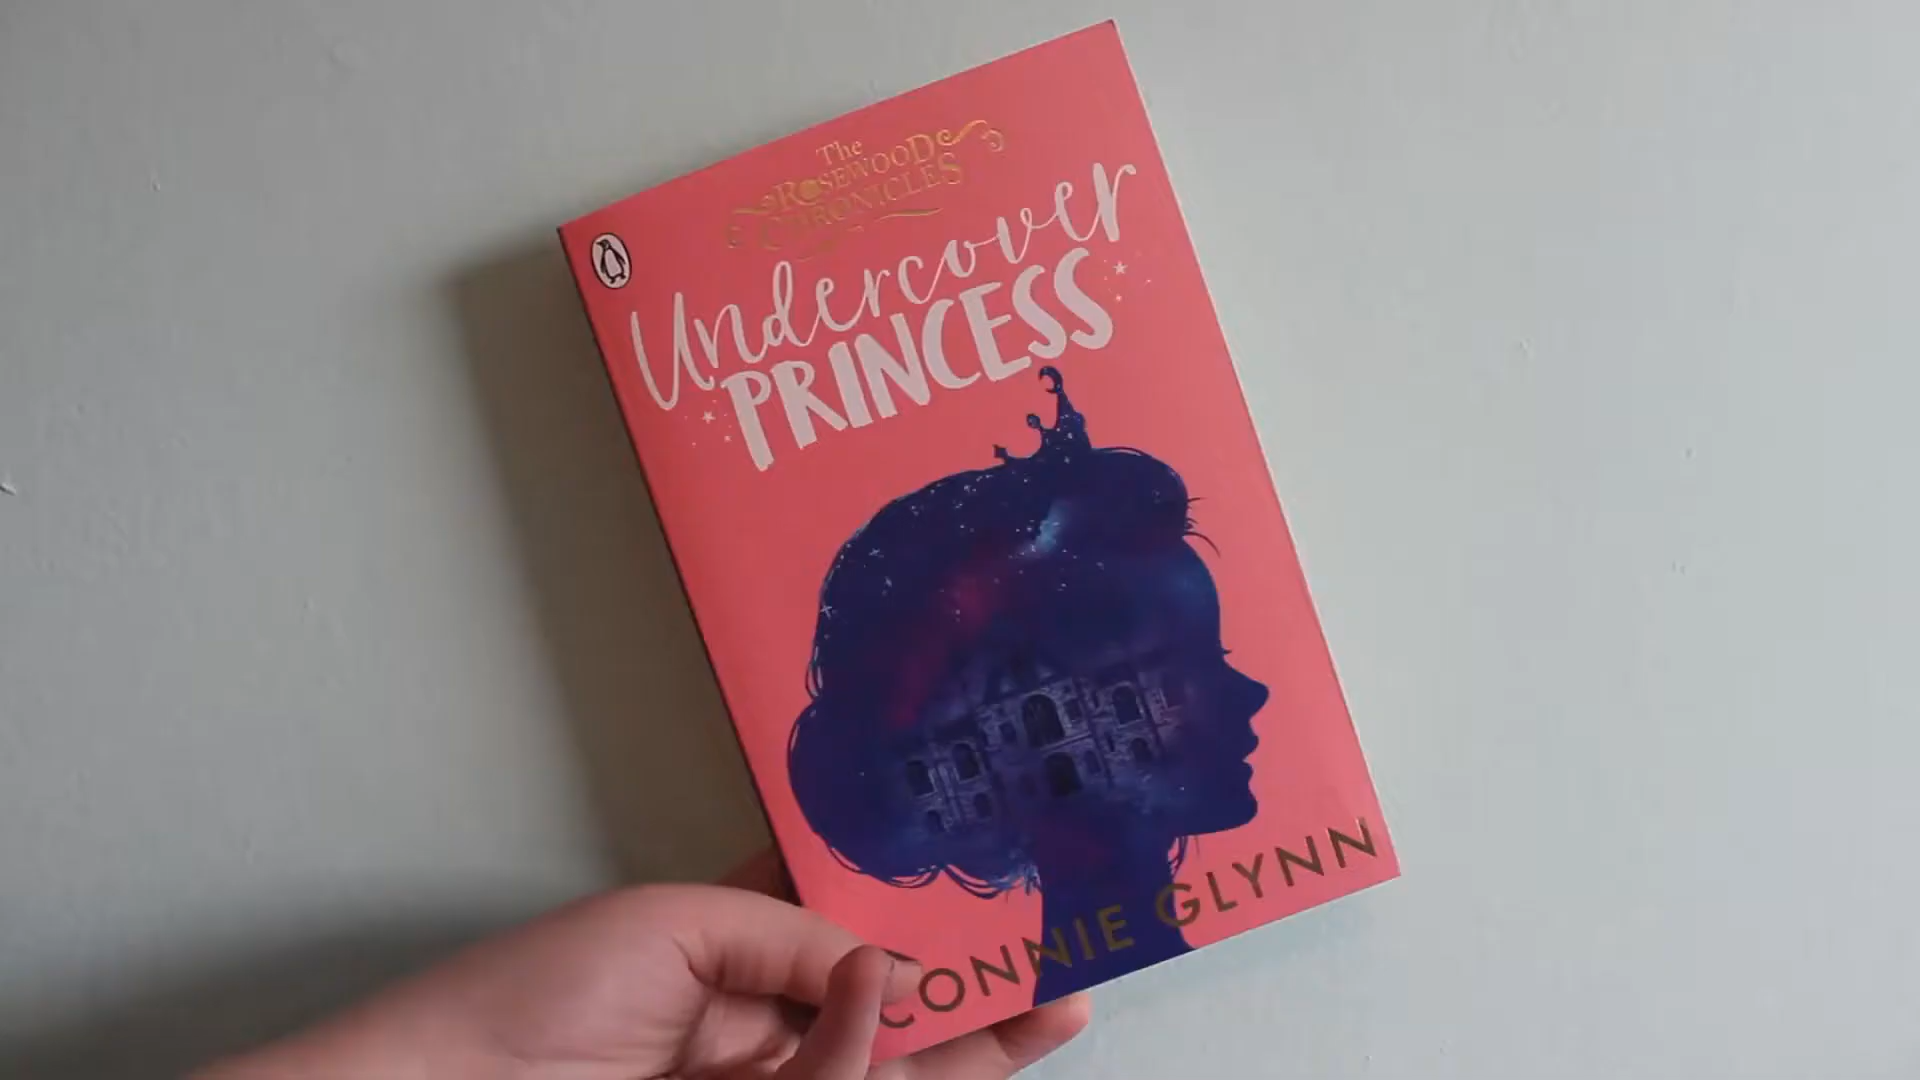 The
ROSEWOOD
CHRONICLES
Undercover
PRINCESS
CONNIE GLYNN